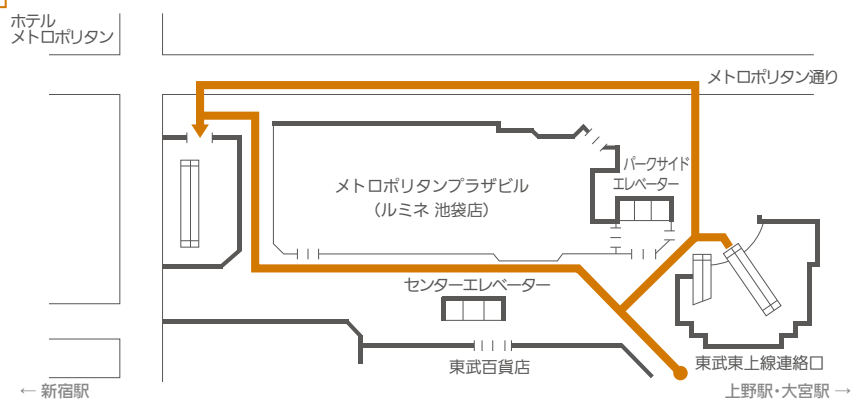 ホテル
メトロポリタン
メトロポリタン通り
パークサイド
エレベーター
メトロポリタンプラザビル
（ルミネ 池袋店）
センターエレベーター
東武百貨店
東武東上線連絡口
← 新宿駅
上野駅・大宮駅 →